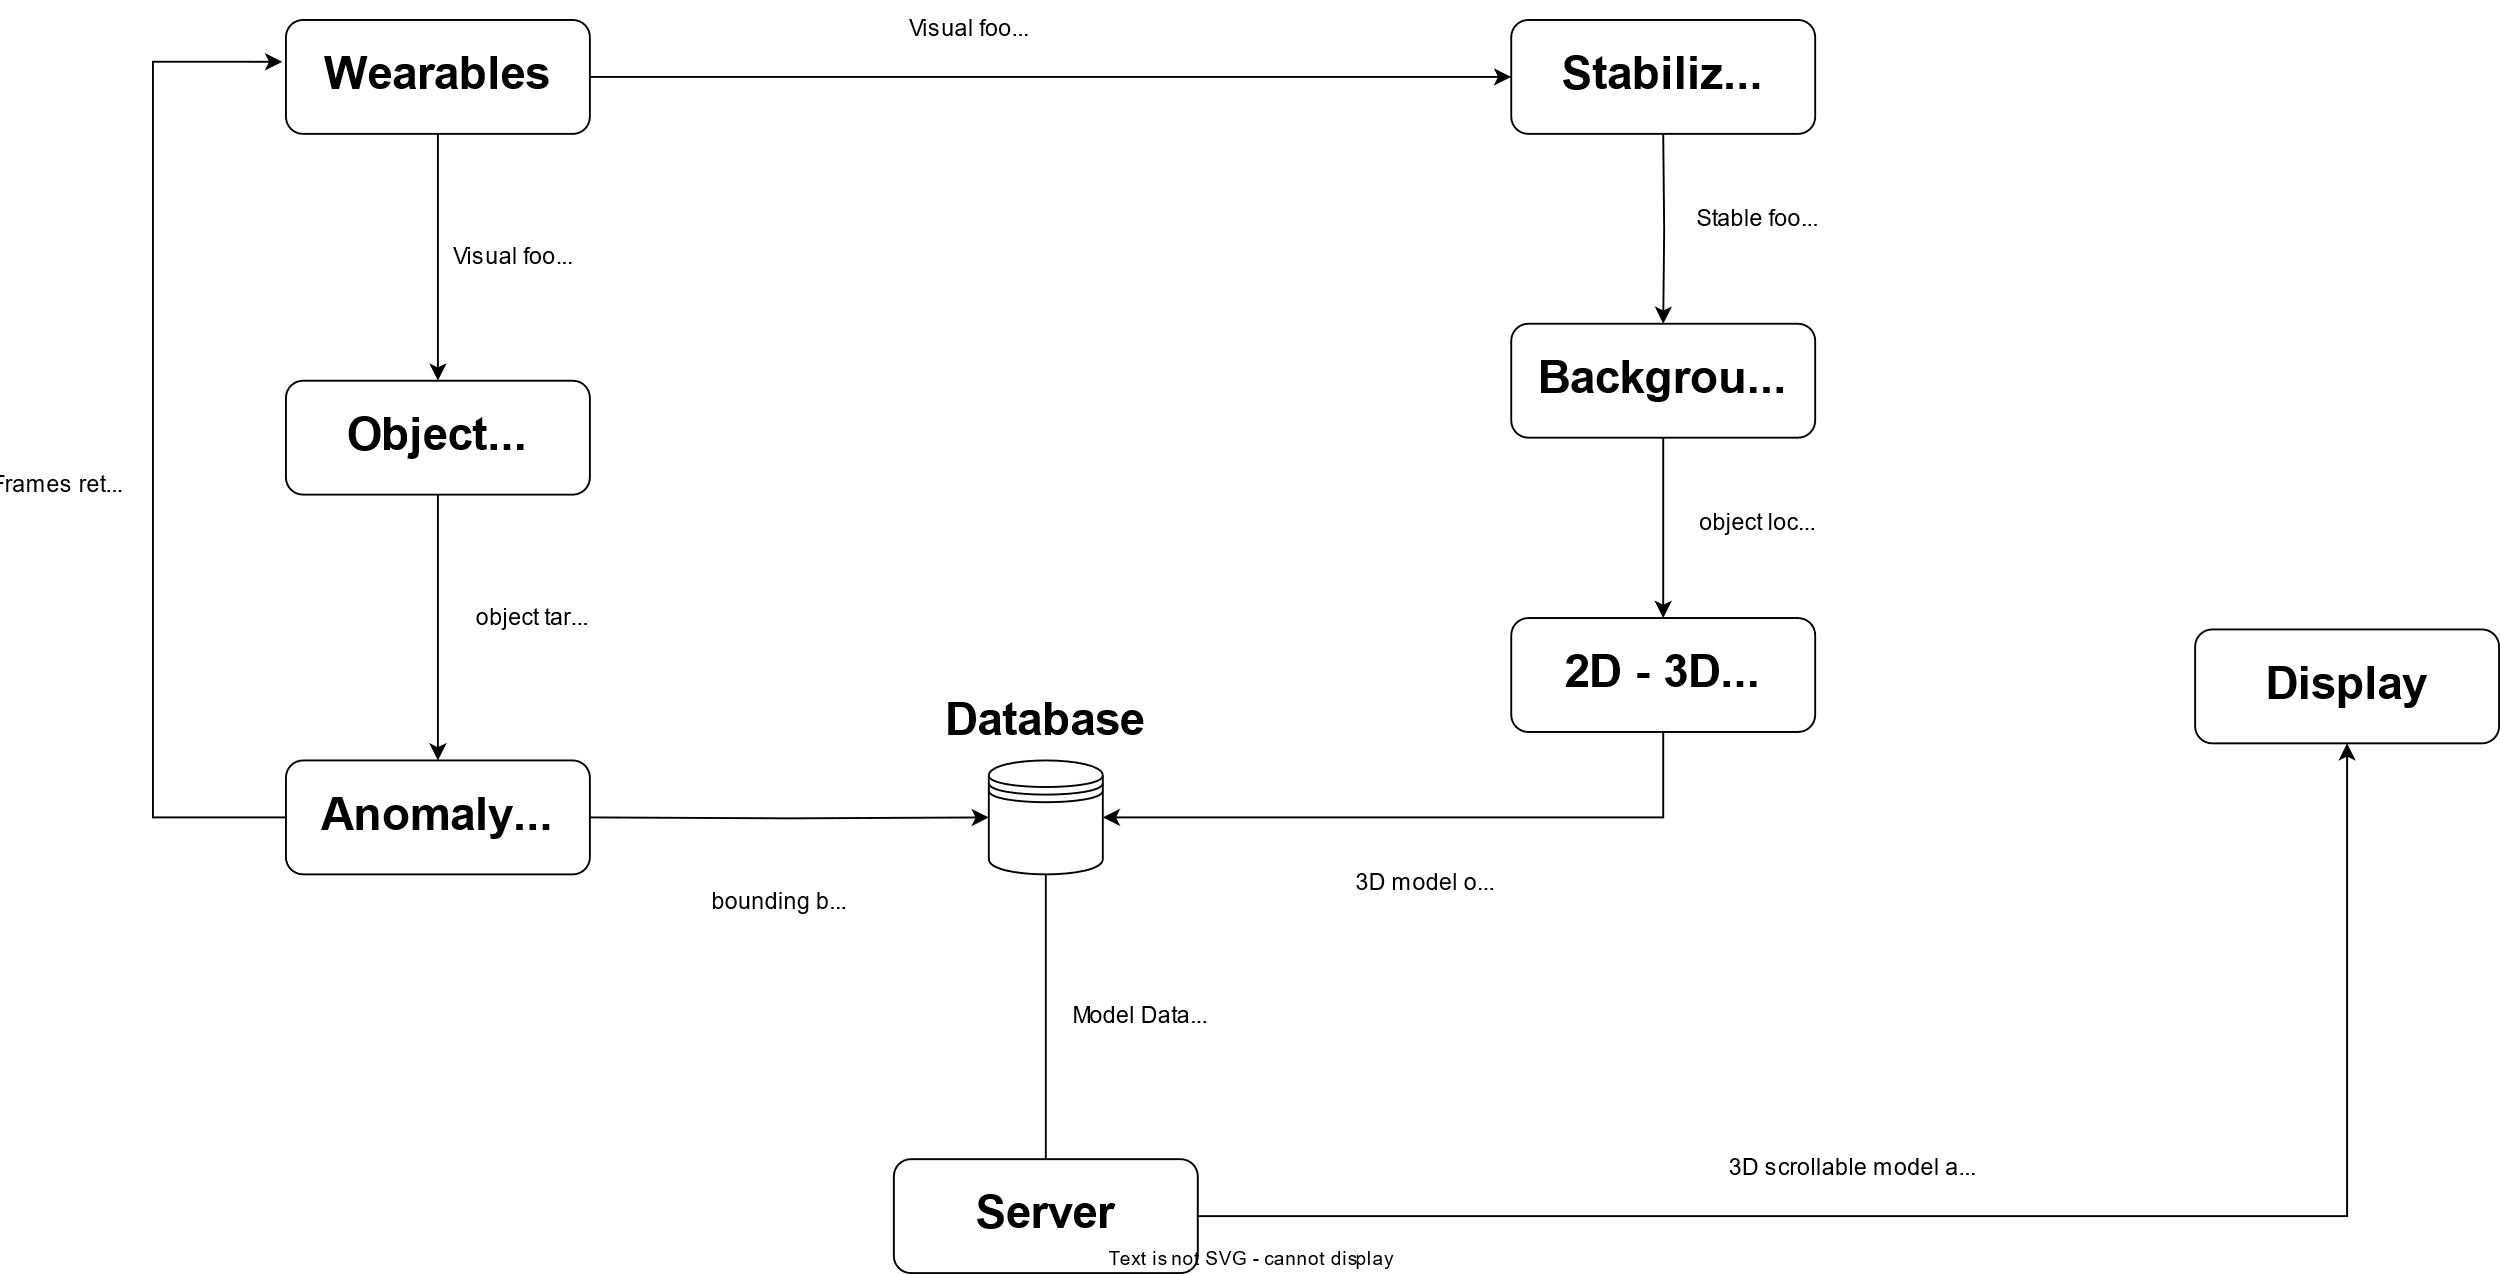 Visual foo...
Wearables
Stabiliz...
Stable foo...
Visual foo...
Backgrou...
Object...
Frames ret...
object loc...
object tar...
2D - 3D...
Display
Database
Anomaly...
3D model o...
bounding b...
Model Data...
3D scrollable model a...
Server
Text is not SVG - cannot display